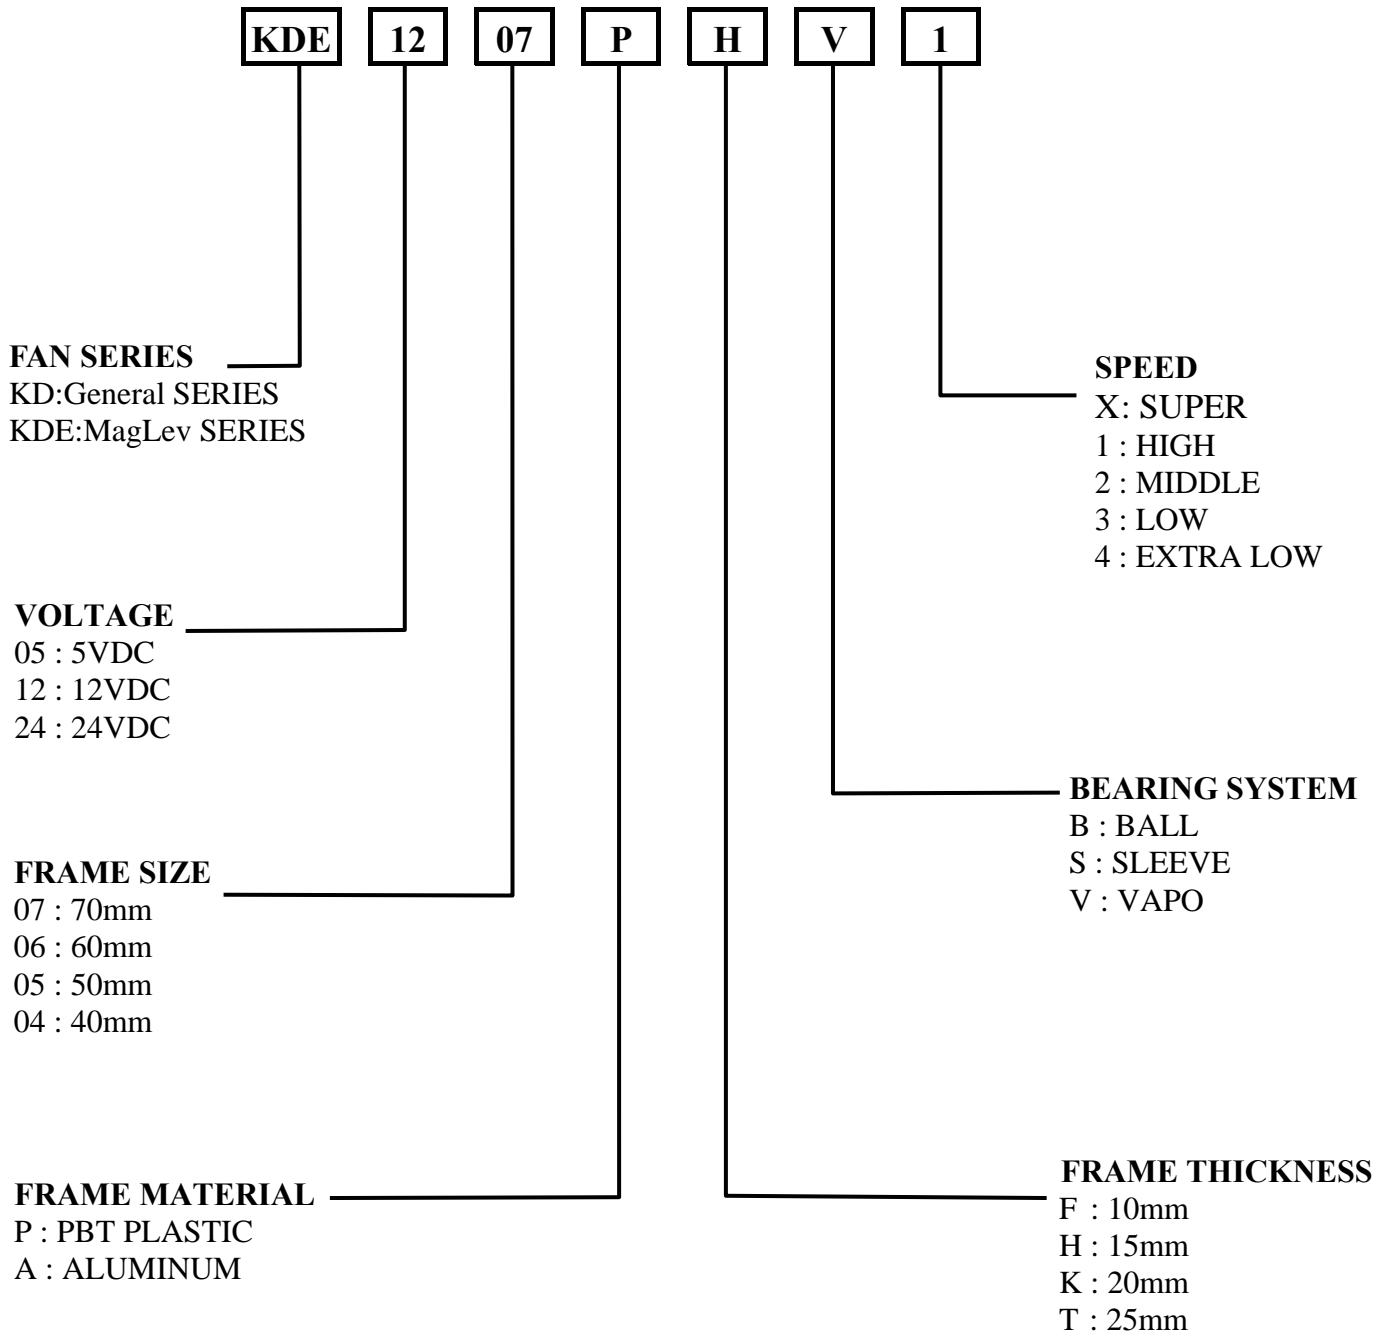 KDE 12 07 P H V 1
FAN SERIES
KD:General SERIES
KDE:MagLev SERIES
SPEED
X: SUPER
1 : HIGH
2 : MIDDLE
3 : LOW
4 : EXTRA LOW
VOLTAGE
05 : 5VDC
12 : 12VDC
24 : 24VDC
BEARING SYSTEM
B : BALL
S : SLEEVE
V : VAPO
FRAME SIZE
07 : 70mm
06 : 60mm
05 : 50mm
04 : 40mm
FRAME MATERIAL
P : PBT PLASTIC
A : ALUMINUM
FRAME THICKNESS
F : 10mm
H : 15mm
K : 20mm
T : 25mm